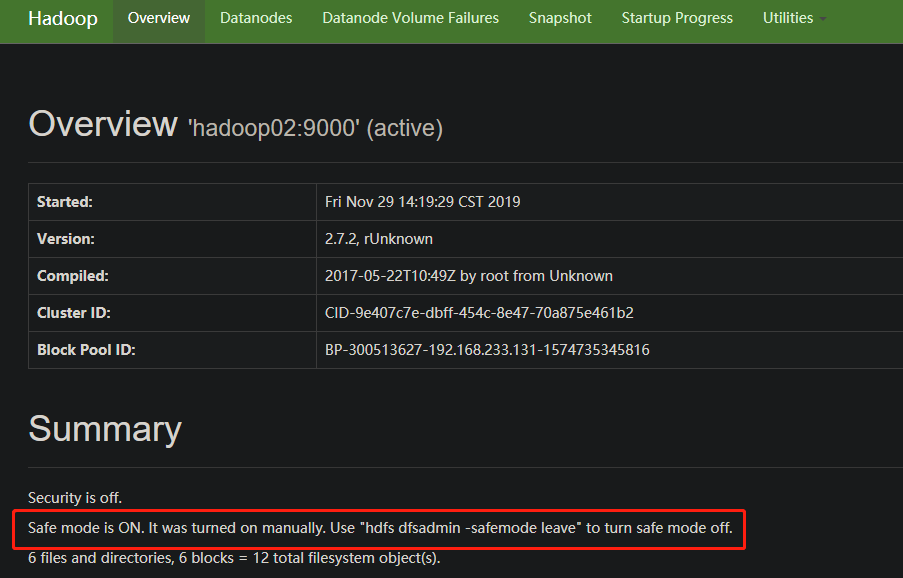 Hadoop Overview Datanodes Datanode Volume Failures Snapshot Startup Progress Utilities
Overview 'hadoop02:9000' (active)
Started: Fri Nov 29 14:19:29 CST 2019
Version: 2.7.2, rUnknown
Compiled: 2017-05-22T10:49Z by root from Unknown
Cluster ID: CID-9e407c7e-dbff-454c-8e47-70a875e461b2
Block Pool ID: BP-300513627-192.168.233.131-1574735345816
Summary
Security is off.
Safe mode is ON. It was turned on manually. Use "hdfs dfsadmin -safemode leave" to turn safe mode off.
6 files and directories, 6 blocks = 12 total filesystem object(s).